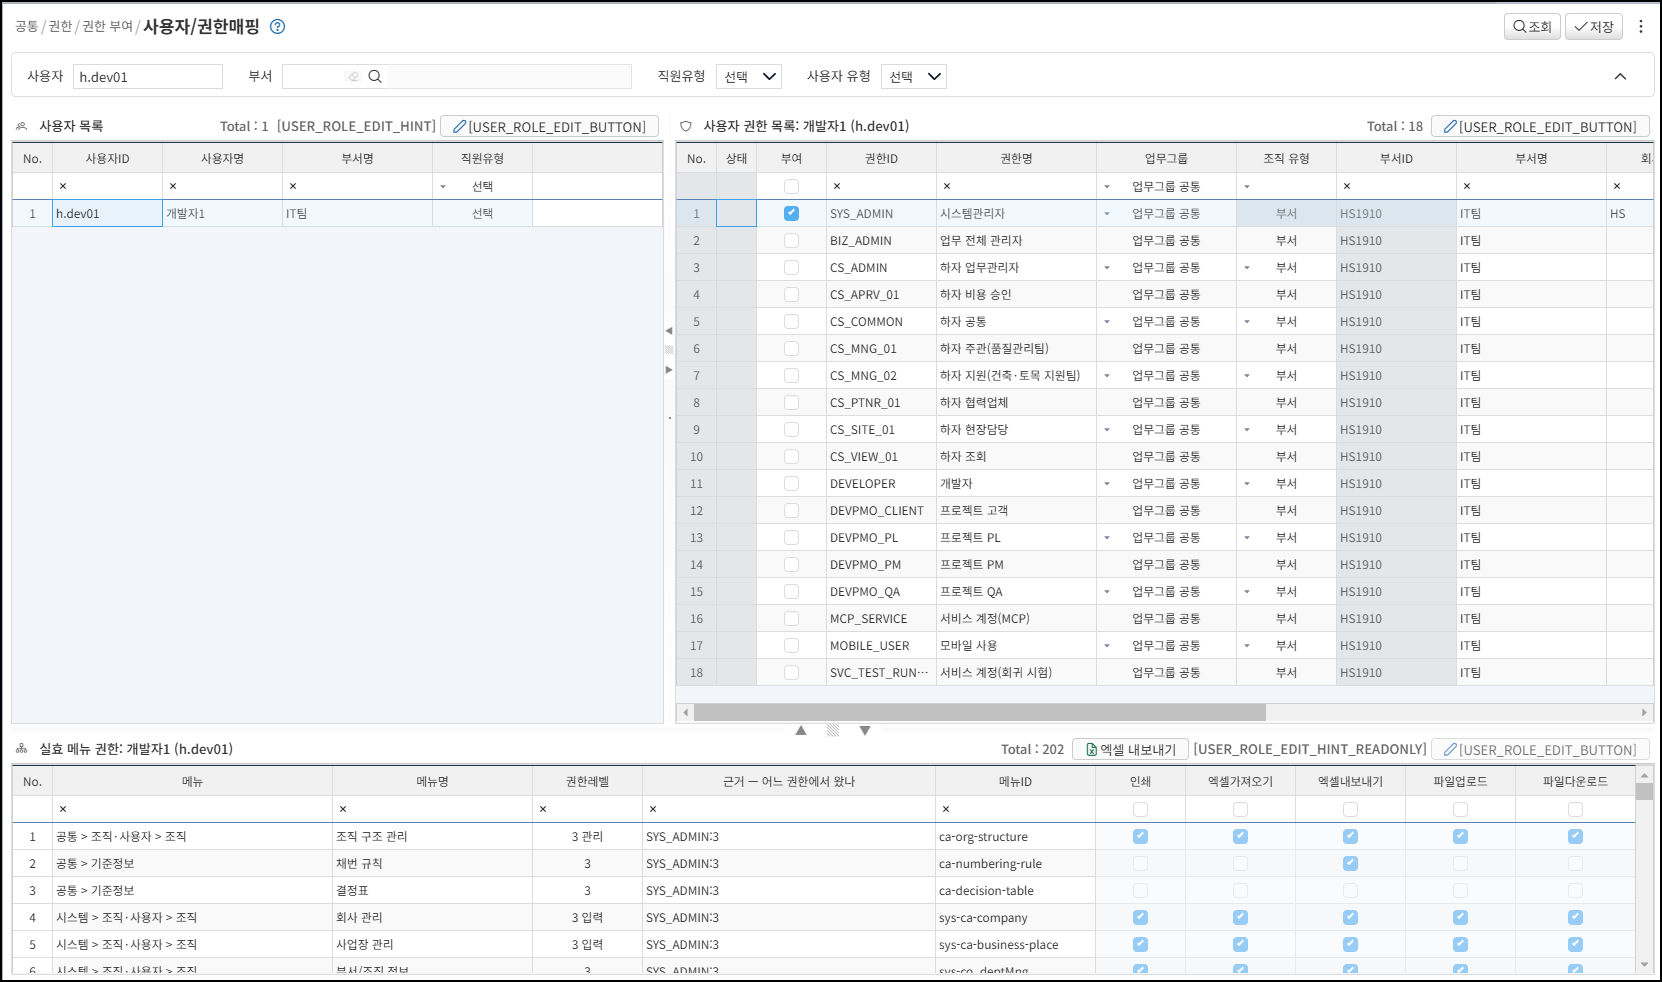 공통 / 권한 / 권한 부여 / 사용자/권한매핑 ?
조회 저장
사용자 h.dev01 부서 직원유형 선택 사용자 유형 선택
사용자 목록 Total : 1 [USER_ROLE_EDIT_HINT] [USER_ROLE_EDIT_BUTTON]
No. 사용자ID 사용자명 부서명 직원유형
× × × 선택
1 h.dev01 개발자1 IT팀 선택
사용자 권한 목록: 개발자1 (h.dev01) Total : 18 [USER_ROLE_EDIT_BUTTON]
No. 상태 부여 권한ID 권한명 업무그룹 조직 유형 부서ID 부서명 회
× × 업무그룹 공통 × × ×
1 SYS_ADMIN 시스템관리자 업무그룹 공통 부서 HS1910 IT팀 HS
2 BIZ_ADMIN 업무 전체 관리자 업무그룹 공통 부서 HS1910 IT팀
3 CS_ADMIN 하자 업무관리자 업무그룹 공통 부서 HS1910 IT팀
4 CS_APRV_01 하자 비용 승인 업무그룹 공통 부서 HS1910 IT팀
5 CS_COMMON 하자 공통 업무그룹 공통 부서 HS1910 IT팀
6 CS_MNG_01 하자 주관(품질관리팀) 업무그룹 공통 부서 HS1910 IT팀
7 CS_MNG_02 하자 지원(건축·토목 지원팀) 업무그룹 공통 부서 HS1910 IT팀
8 CS_PTNR_01 하자 협력업체 업무그룹 공통 부서 HS1910 IT팀
9 CS_SITE_01 하자 현장담당 업무그룹 공통 부서 HS1910 IT팀
10 CS_VIEW_01 하자 조회 업무그룹 공통 부서 HS1910 IT팀
11 DEVELOPER 개발자 업무그룹 공통 부서 HS1910 IT팀
12 DEVPMO_CLIENT 프로젝트 고객 업무그룹 공통 부서 HS1910 IT팀
13 DEVPMO_PL 프로젝트 PL 업무그룹 공통 부서 HS1910 IT팀
14 DEVPMO_PM 프로젝트 PM 업무그룹 공통 부서 HS1910 IT팀
15 DEVPMO_QA 프로젝트 QA 업무그룹 공통 부서 HS1910 IT팀
16 MCP_SERVICE 서비스 계정(MCP) 업무그룹 공통 부서 HS1910 IT팀
17 MOBILE_USER 모바일 사용 업무그룹 공통 부서 HS1910 IT팀
18 SVC_TEST_RUN⋯ 서비스 계정(회귀 시험) 업무그룹 공통 부서 HS1910 IT팀
실효 메뉴 권한: 개발자1 (h.dev01) Total : 202 엑셀 내보내기 [USER_ROLE_EDIT_HINT_READONLY] [USER_ROLE_EDIT_BUTTON]
No. 메뉴 메뉴명 권한레벨 근거 — 어느 권한에서 왔나 메뉴ID 인쇄 엑셀가져오기 엑셀내보내기 파일업로드 파일다운로드
× × × × ×
1 공통 > 조직·사용자 > 조직 조직 구조 관리 3 관리 SYS_ADMIN:3 ca-org-structure
2 공통 > 기준정보 채번 규칙 3 SYS_ADMIN:3 ca-numbering-rule
3 공통 > 기준정보 결정표 3 SYS_ADMIN:3 ca-decision-table
4 시스템 > 조직·사용자 > 조직 회사 관리 3 입력 SYS_ADMIN:3 sys-ca-company
5 시스템 > 조직·사용자 > 조직 사업장 관리 3 입력 SYS_ADMIN:3 sys-ca-business-place
6 시스템 > 조직·사용자 > 조직 부서/조직 정보 3 SYS_ADMIN:3 sys-co_deptMng